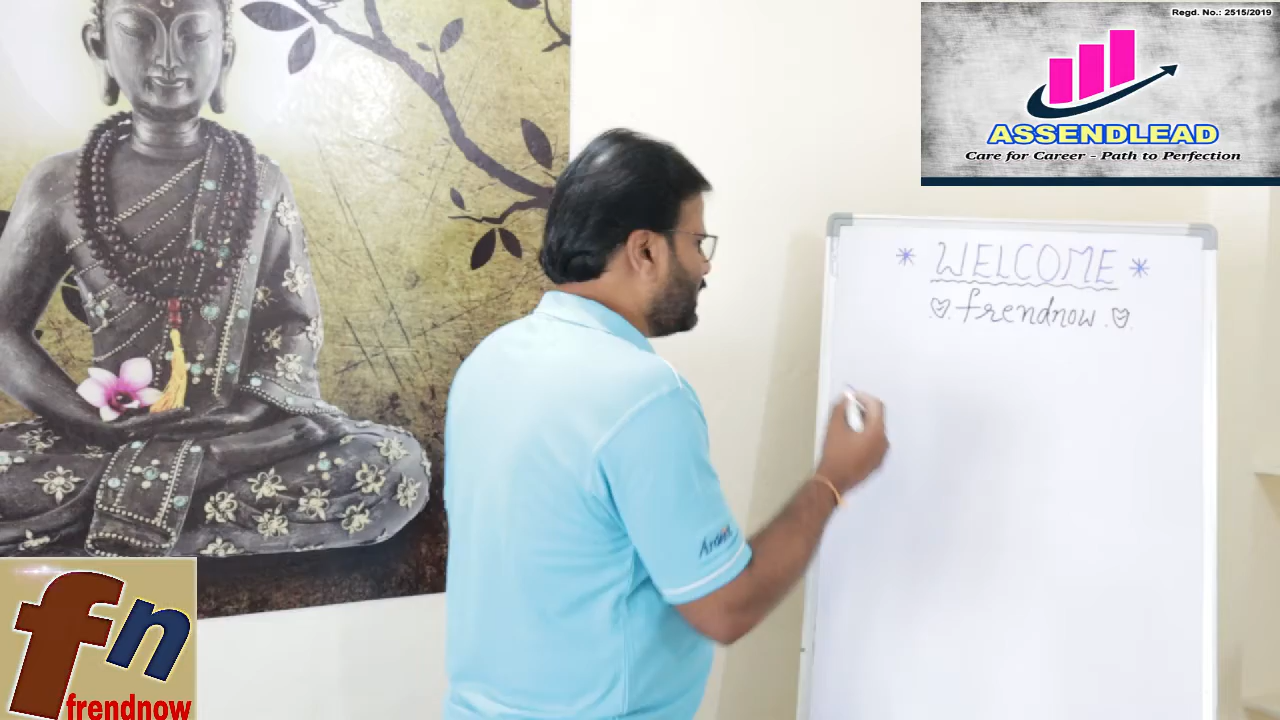 Regd. No.: 2515/2019
ASSENDLEAD
Care for Career - Path to Perfection
* WELCOME *
frendnow
fn
frendnow